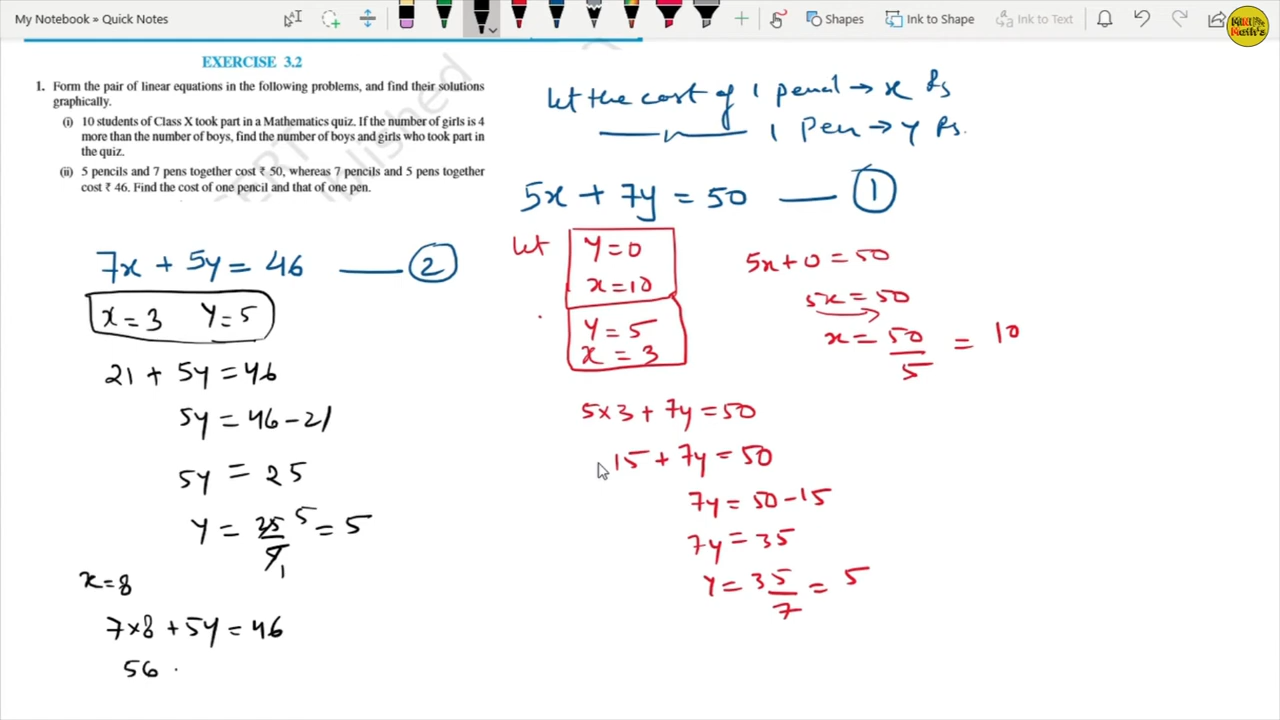 My Notebook » Quick Notes
Shapes
Ink to Shape
Ink to Text
EXERCISE 3.2
1. Form the pair of linear equations in the following problems, and find their solutions
graphically.
(i) 10 students of Class X took part in a Mathematics quiz. If the number of girls is 4
more than the number of boys, find the number of boys and girls who took part in
the quiz.
(ii) 5 pencils and 7 pens together cost ₹ 50, whereas 7 pencils and 5 pens together
cost ₹ 46. Find the cost of one pencil and that of one pen.
let the cost of 1 pencil → x Rs
1 Pen → y Rs.
5x + 7y = 50 — ①
7x + 5y = 46 — ②
x = 3 y = 5
21 + 5y = 46
5y = 46 - 21
5y = 25
y = 25/5 5 1 = 5
x = 8
7×8 + 5y = 46
56
let
y = 0
x = 10
y = 5
x = 3
5x + 0 = 50
5x = 50
x = 50/5 = 10
5×3 + 7y = 50
15 + 7y = 50
7y = 50 - 15
7y = 35
y = 35/7 = 5